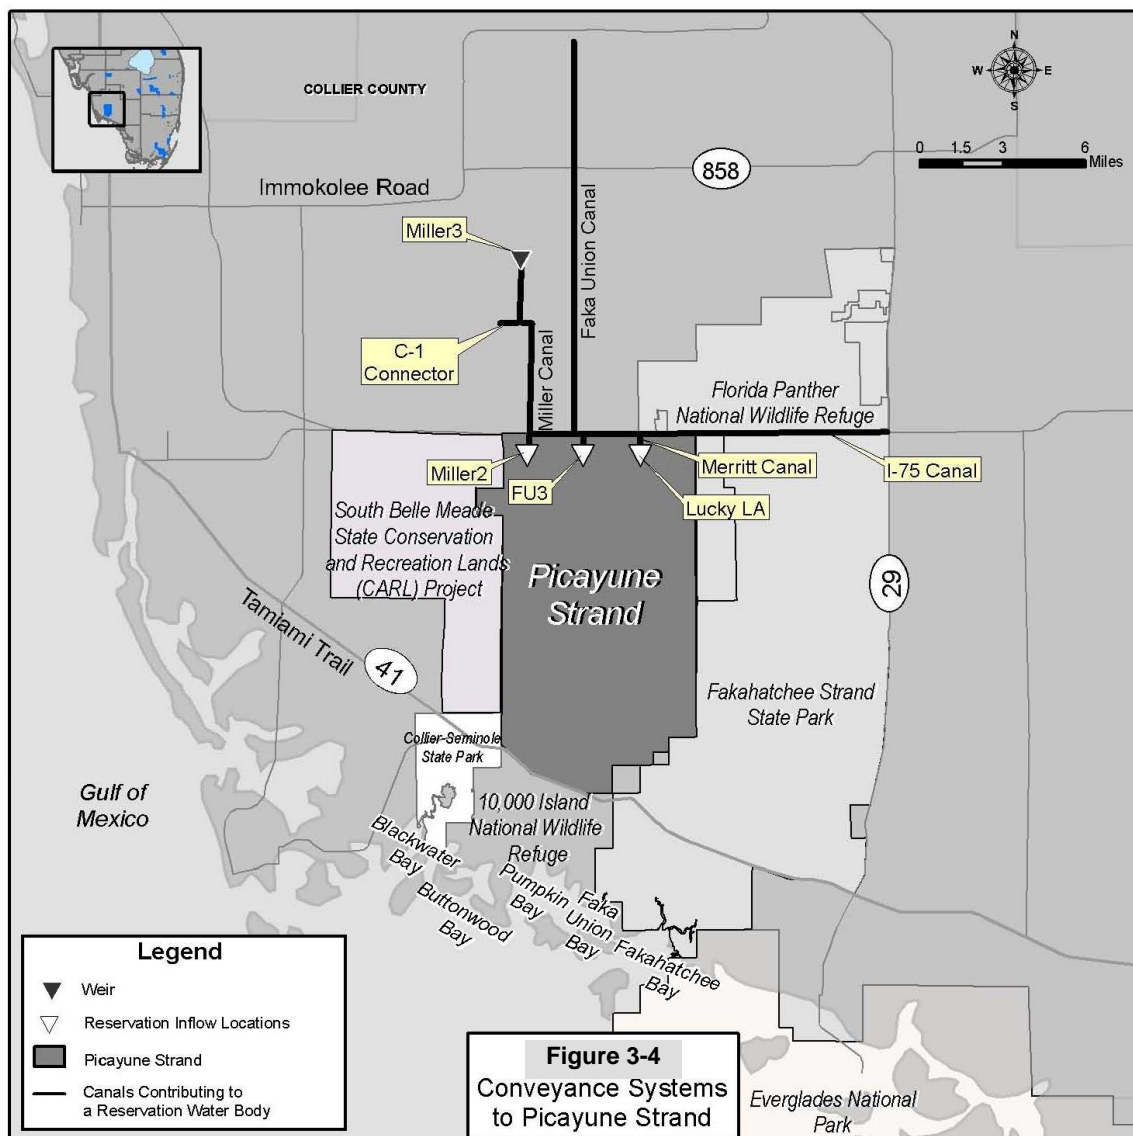 COLLIER COUNTY
N
W E
S
0 1.5 3 6
Miles
858
Immokolee Road
Miller3
Faka Union Canal
C-1
Connector
Miller Canal
Florida Panther
National Wildlife Refuge
Miller2
FU3
Merritt Canal
I-75 Canal
Lucky LA
South Belle Meade
State Conservation
and Recreation Lands
(CARL) Project
Picayune
Strand
29
Tamiami Trail
41
Fakahatchee Strand
State Park
Collier-Seminole
State Park
Gulf of
Mexico
10,000 Island
National Wildlife
Refuge
Blackwater
Bay
Buttonwood
Bay
Pumpkin
Bay
Faka
Union
Bay
Fakahatchee
Bay
Legend
Weir
Reservation Inflow Locations
Picayune Strand
Canals Contributing to
a Reservation Water Body
Figure 3-4
Conveyance Systems
to Picayune Strand
Everglades National
Park